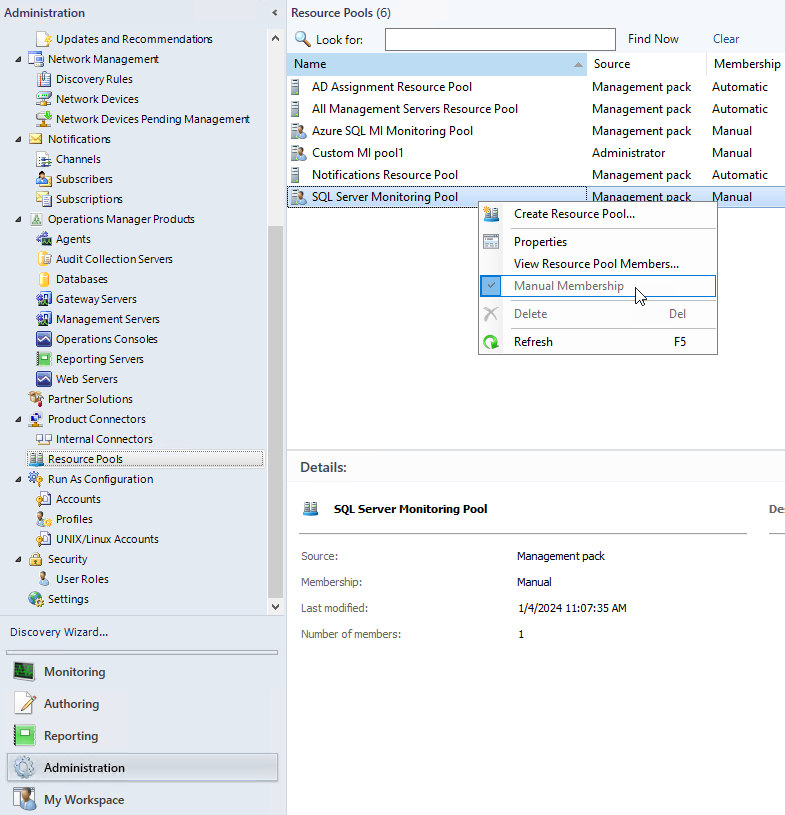 Administration
Updates and Recommendations
Network Management
Discovery Rules
Network Devices
Network Devices Pending Management
Notifications
Channels
Subscribers
Subscriptions
Operations Manager Products
Agents
Audit Collection Servers
Databases
Gateway Servers
Management Servers
Operations Consoles
Reporting Servers
Web Servers
Partner Solutions
Product Connectors
Internal Connectors
Resource Pools
Run As Configuration
Accounts
Profiles
UNIX/Linux Accounts
Security
User Roles
Settings
Discovery Wizard...
Monitoring
Authoring
Reporting
Administration
My Workspace
Resource Pools (6)
Look for: Find Now Clear
Name Source Membership
AD Assignment Resource Pool Management pack Automatic
All Management Servers Resource Pool Management pack Automatic
Azure SQL MI Monitoring Pool Management pack Manual
Custom MI pool1 Administrator Manual
Notifications Resource Pool Management pack Automatic
SQL Server Monitoring Pool Management pack Manual
Create Resource Pool...
Properties
View Resource Pool Members...
Manual Membership
Delete Del
Refresh F5
Details:
SQL Server Monitoring Pool De
Source: Management pack
Membership: Manual
Last modified: 1/4/2024 11:07:35 AM
Number of members: 1